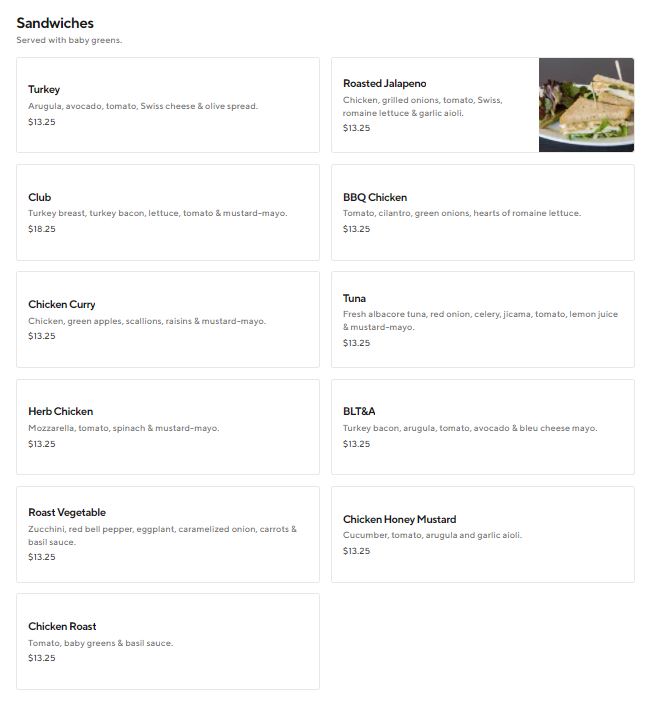 Sandwiches
Served with baby greens.
Turkey
Arugula, avocado, tomato, Swiss cheese & olive spread.
$13.25
Roasted Jalapeno
Chicken, grilled onions, tomato, Swiss,
romaine lettuce & garlic aioli.
$13.25
Club
Turkey breast, turkey bacon, lettuce, tomato & mustard-mayo.
$18.25
BBQ Chicken
Tomato, cilantro, green onions, hearts of romaine lettuce.
$13.25
Chicken Curry
Chicken, green apples, scallions, raisins & mustard-mayo.
$13.25
Tuna
Fresh albacore tuna, red onion, celery, jicama, tomato, lemon juice
& mustard-mayo.
$13.25
Herb Chicken
Mozzarella, tomato, spinach & mustard-mayo.
$13.25
BLT&A
Turkey bacon, arugula, tomato, avocado & bleu cheese mayo.
$13.25
Roast Vegetable
Zucchini, red bell pepper, eggplant, caramelized onion, carrots &
basil sauce.
$13.25
Chicken Honey Mustard
Cucumber, tomato, arugula and garlic aioli.
$13.25
Chicken Roast
Tomato, baby greens & basil sauce.
$13.25